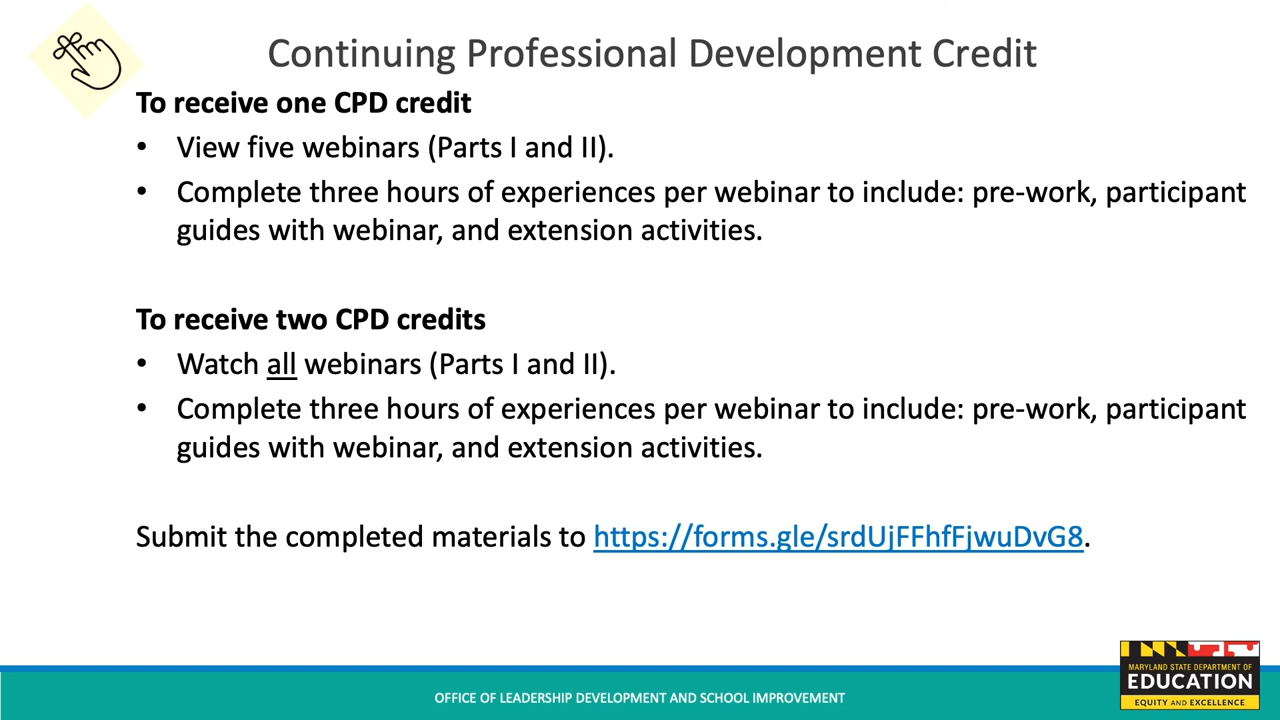 Continuing Professional Development Credit
To receive one CPD credit
• View five webinars (Parts I and II).
• Complete three hours of experiences per webinar to include: pre-work, participant
guides with webinar, and extension activities.
To receive two CPD credits
• Watch all webinars (Parts I and II).
• Complete three hours of experiences per webinar to include: pre-work, participant
guides with webinar, and extension activities.
Submit the completed materials to https://forms.gle/srdUjFFhfFjwuDvG8.
OFFICE OF LEADERSHIP DEVELOPMENT AND SCHOOL IMPROVEMENT
MARYLAND STATE DEPARTMENT OF
EDUCATION
EQUITY AND EXCELLENCE